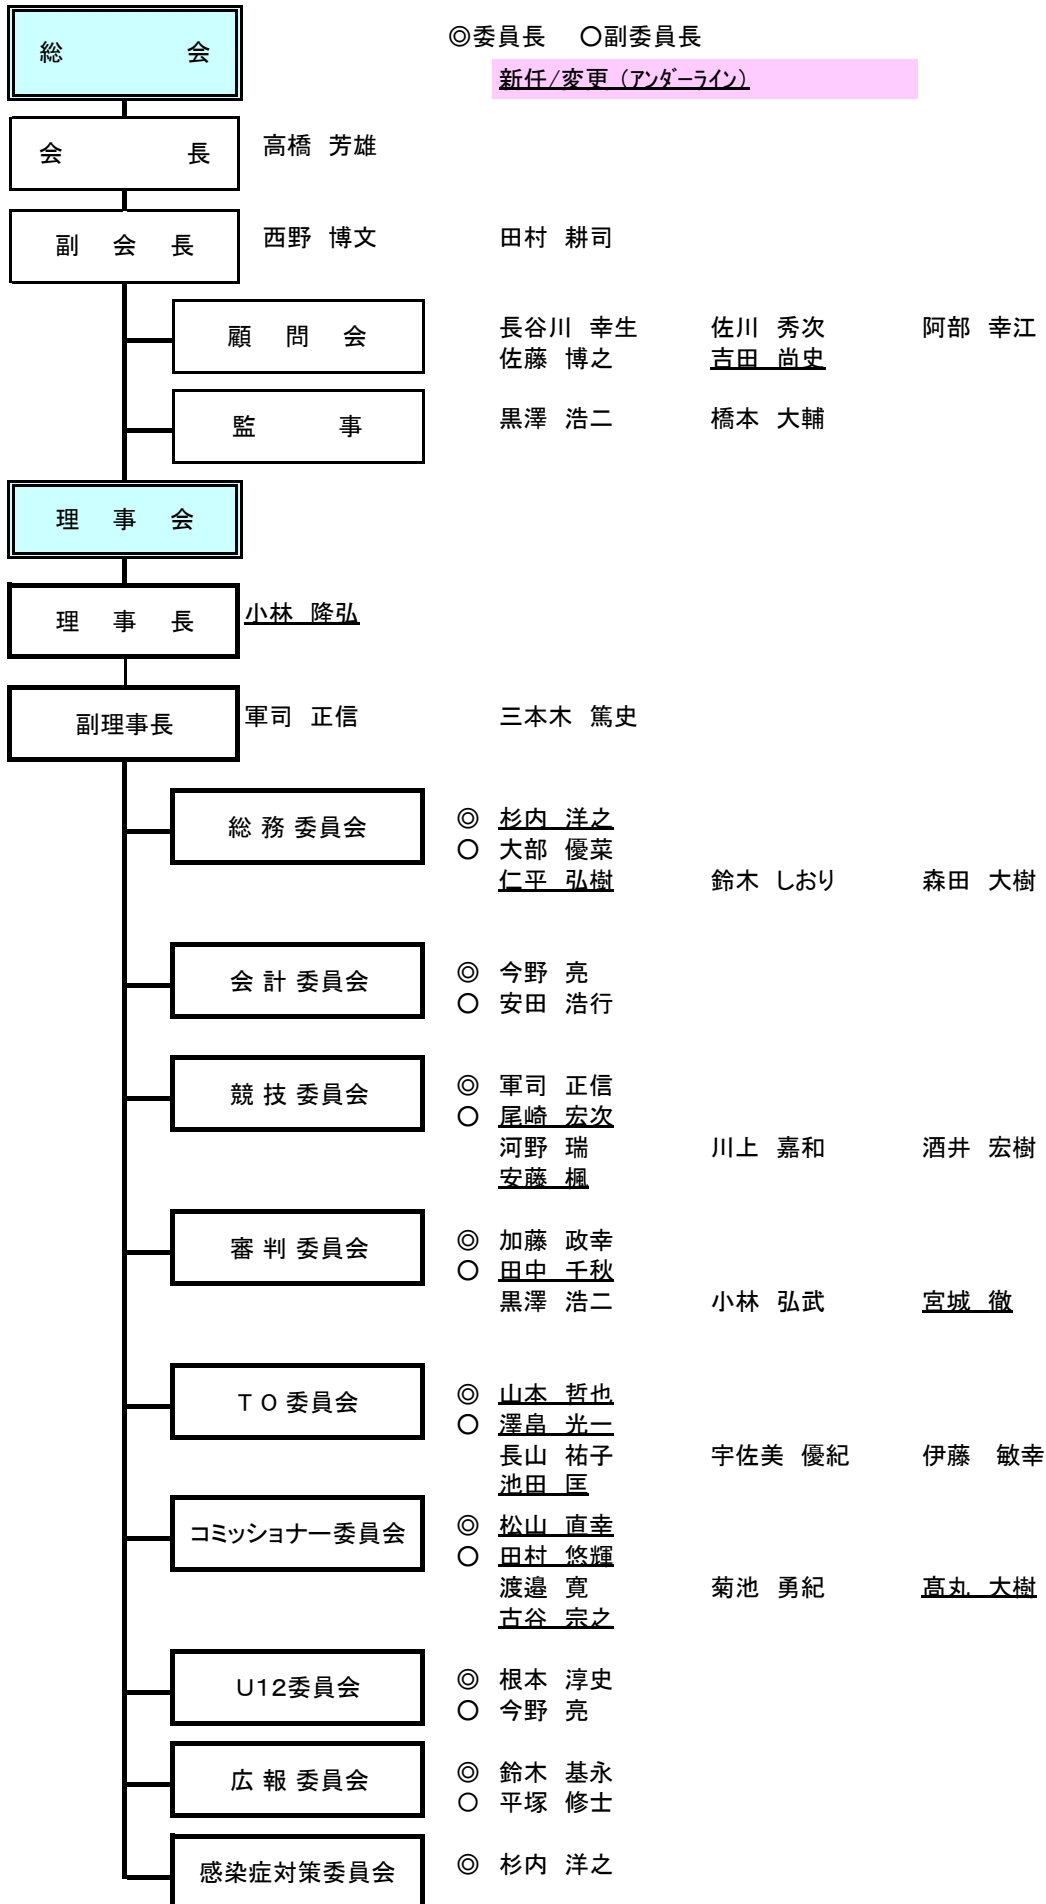 総　　会
◎委員長　○副委員長
新任/変更（アンダーライン）
会　　長　高橋 芳雄
副　会　長　西野 博文　田村 耕司
顧　問　会　長谷川 幸生　佐川 秀次　阿部 幸江
佐藤 博之　吉田 尚史
監　　事　黒澤 浩二　橋本 大輔
理　事　会
理　事　長　小林 隆弘
副理事長　軍司 正信　三本木 篤史
総 務 委員会　◎ 杉内 洋之
○ 大部 優菜
仁平 弘樹　鈴木 しおり　森田 大樹
会 計 委員会　◎ 今野 亮
○ 安田 浩行
競 技 委員会　◎ 軍司 正信
○ 尾崎 宏次
河野 瑞　川上 嘉和　酒井 宏樹
安藤 楓
審 判 委員会　◎ 加藤 政幸
○ 田中 千秋
黒澤 浩二　小林 弘武　宮城 徹
ＴＯ委員会　◎ 山本 哲也
○ 澤畠 光一
長山 祐子　宇佐美 優紀　伊藤 敏幸
池田 匡
コミッショナー委員会　◎ 松山 直幸
○ 田村 悠輝
渡邉 寛　菊池 勇紀　髙丸 大樹
古谷 宗之
Ｕ１２委員会　◎ 根本 淳史
○ 今野 亮
広 報 委員会　◎ 鈴木 基永
○ 平塚 修士
感染症対策委員会　◎ 杉内 洋之